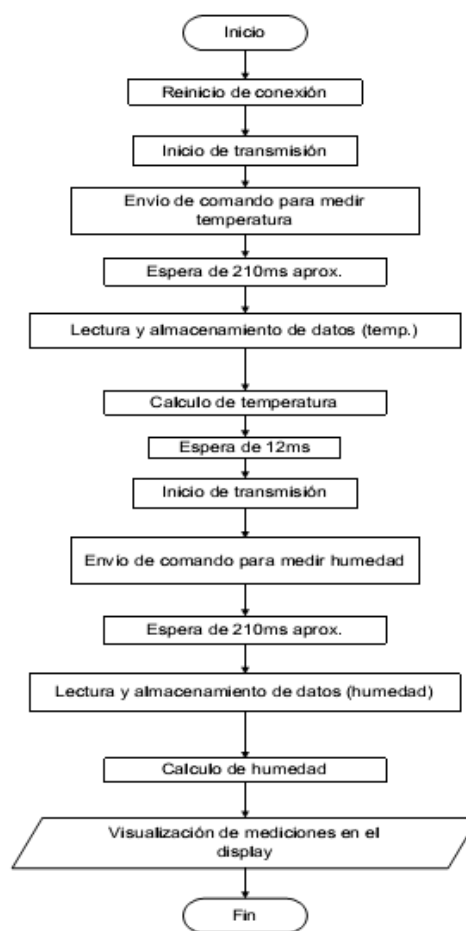 Inicio
Reinicio de conexión
Inicio de transmisión
Envío de comando para medir
temperatura
Espera de 210ms aprox.
Lectura y almacenamiento de datos (temp.)
Calculo de temperatura
Espera de 12ms
Inicio de transmisión
Envío de comando para medir humedad
Espera de 210ms aprox.
Lectura y almacenamiento de datos (humedad)
Calculo de humedad
Visualización de mediciones en el
display
Fin